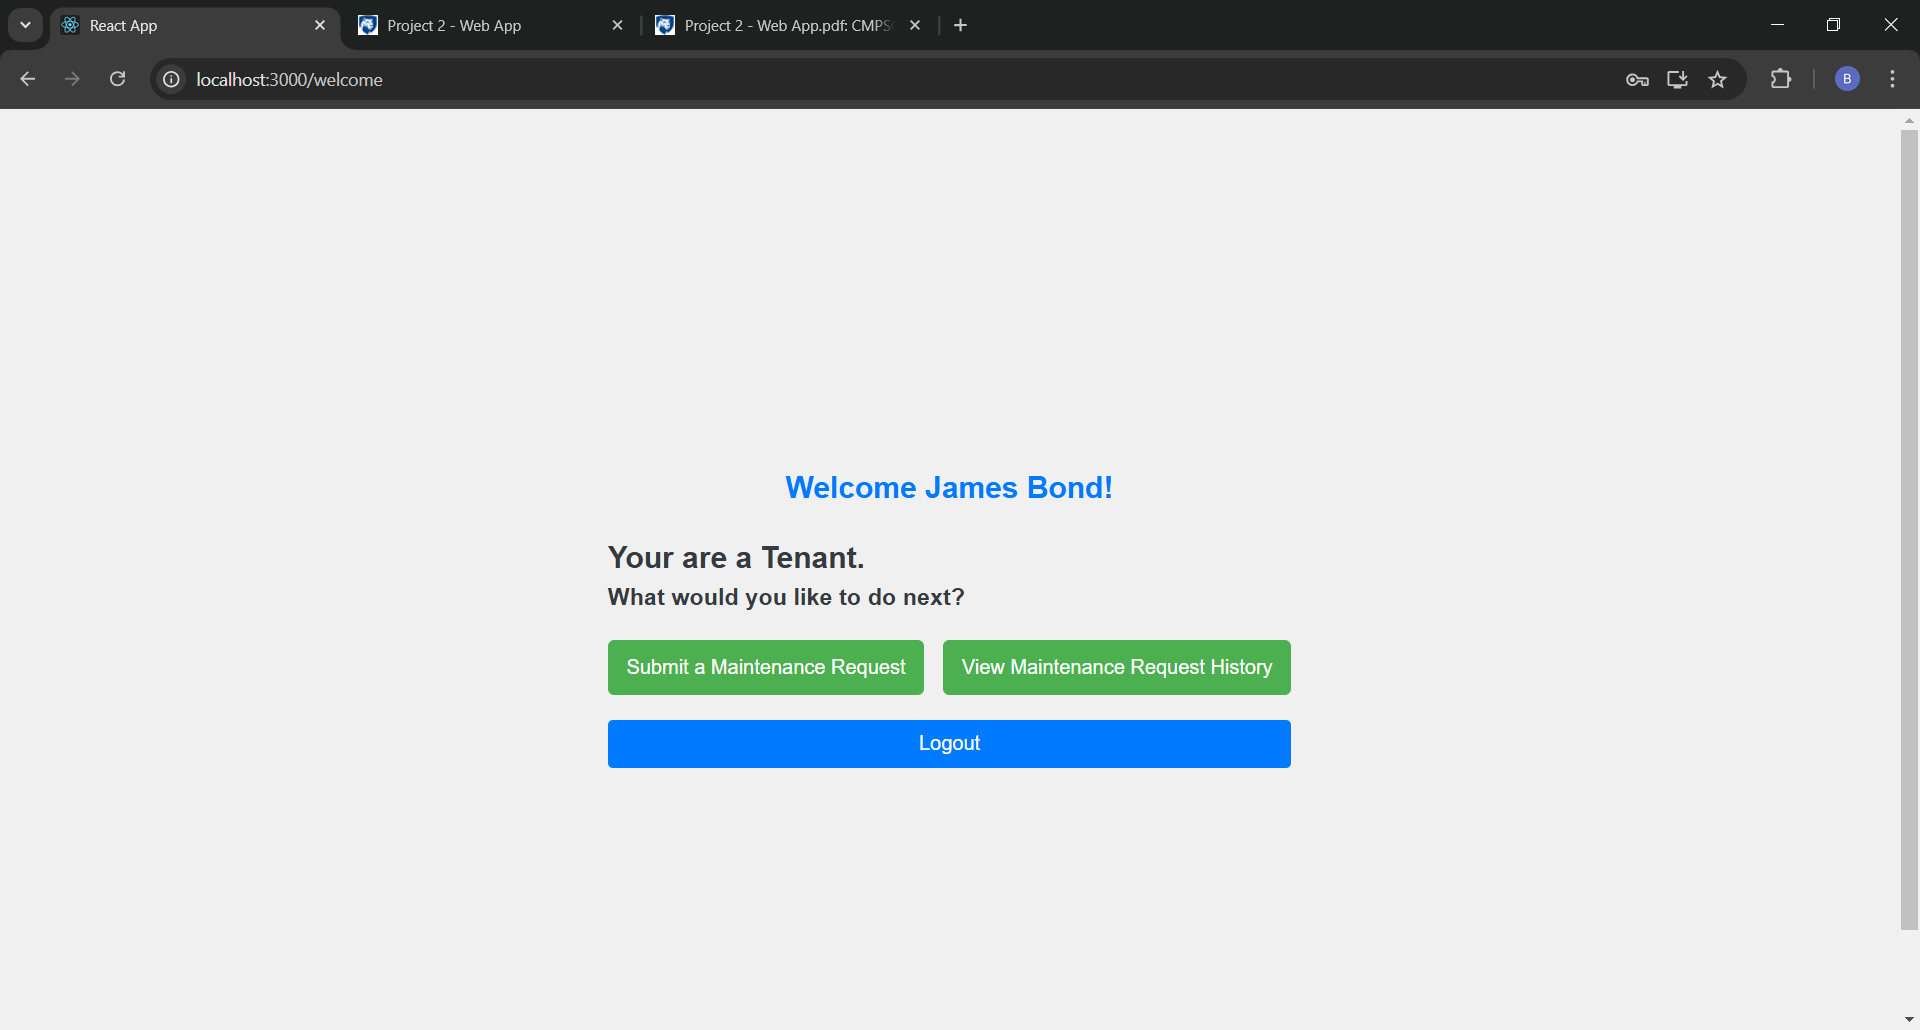 React App
Project 2 - Web App
Project 2 - Web App.pdf: CMPS
localhost:3000/welcome
B
Welcome James Bond!
Your are a Tenant.
What would you like to do next?
Submit a Maintenance Request
View Maintenance Request History
Logout